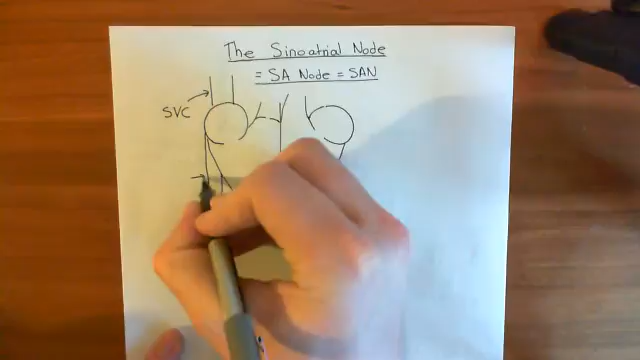 The Sinoatrial Node
= SA Node = SAN
SVC